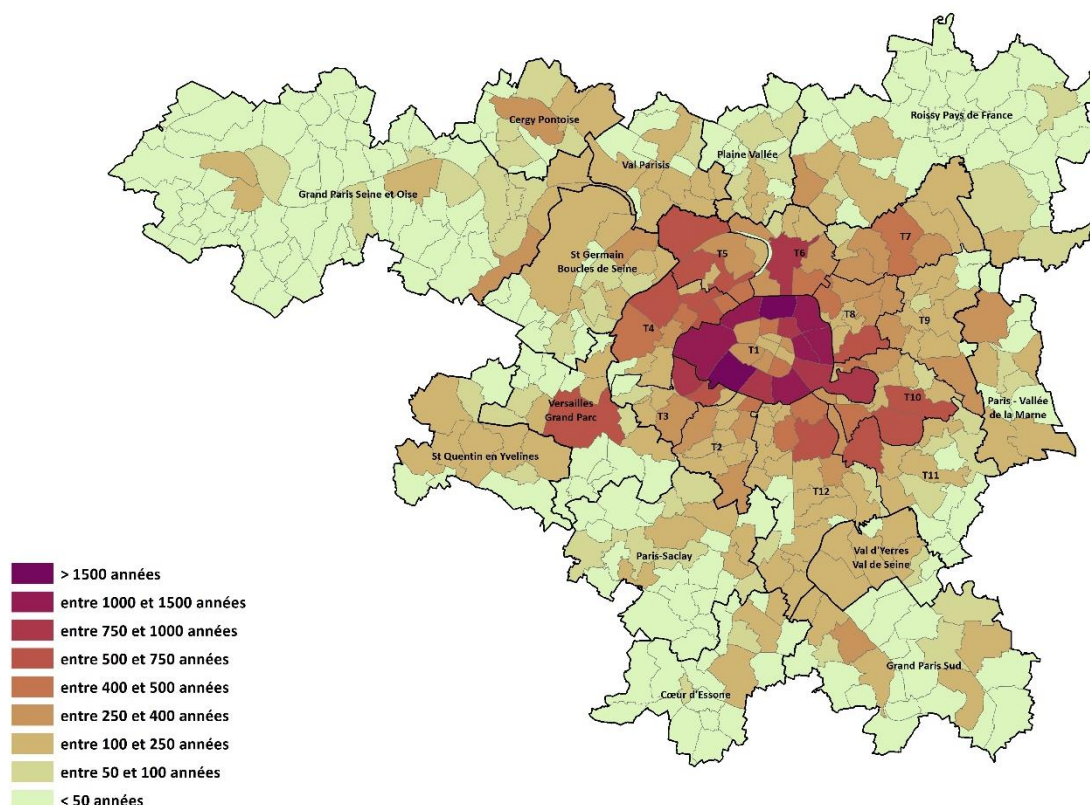 Roissy Pays de France
Cergy Pontoise
Val Parisis
Plaine Vallée
Grand Paris Seine et Oise
T7
T5
T6
St Germain
Boucles de Seine
T8
T9
T4
T1
T10
Versailles
Grand Parc
Paris - Vallée
de la Marne
T3
T2
St Quentin en Yvelines
T11
T12
Paris-Saclay
Val d'Yerres
Val de Seine
Grand Paris Sud
Cœur d'Essone
> 1500 années
entre 1000 et 1500 années
entre 750 et 1000 années
entre 500 et 750 années
entre 400 et 500 années
entre 250 et 400 années
entre 100 et 250 années
entre 50 et 100 années
< 50 années